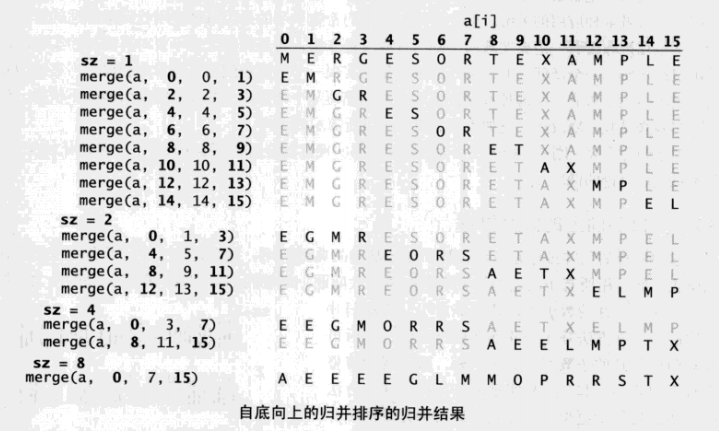 a[i]
0 1 2 3 4 5 6 7 8 9 10 11 12 13 14 15
sz = 1 M E R G E S O R T E X A M P L E
merge(a, 0, 0, 1) E M R G E S O R T E X A M P L E
merge(a, 2, 2, 3) E M G R E S O R T E X A M P L E
merge(a, 4, 4, 5) E M G R E S O R T E X A M P L E
merge(a, 6, 6, 7) E M G R E S O R T E X A M P L E
merge(a, 8, 8, 9) E M G R E S O R E T X A M P L E
merge(a, 10, 10, 11) E M G R E S O R E T A X M P L E
merge(a, 12, 12, 13) E M G R E S O R E T A X M P L E
merge(a, 14, 14, 15) E M G R E S O R E T A X M P E L
sz = 2
merge(a, 0, 1, 3) E G M R E S O R E T A X M P E L
merge(a, 4, 5, 7) E G M R E O R S E T A X M P E L
merge(a, 8, 9, 11) E G M R E O R S A E T X M P E L
merge(a, 12, 13, 15) E G M R E O R S A E T X E L M P
sz = 4
merge(a, 0, 3, 7) E E G M O R R S A E T X E L M P
merge(a, 8, 11, 15) E E G M O R R S A E E L M P T X
sz = 8
merge(a, 0, 7, 15) A E E E E G L M M O P R R S T X
自底向上的归并排序的归并结果